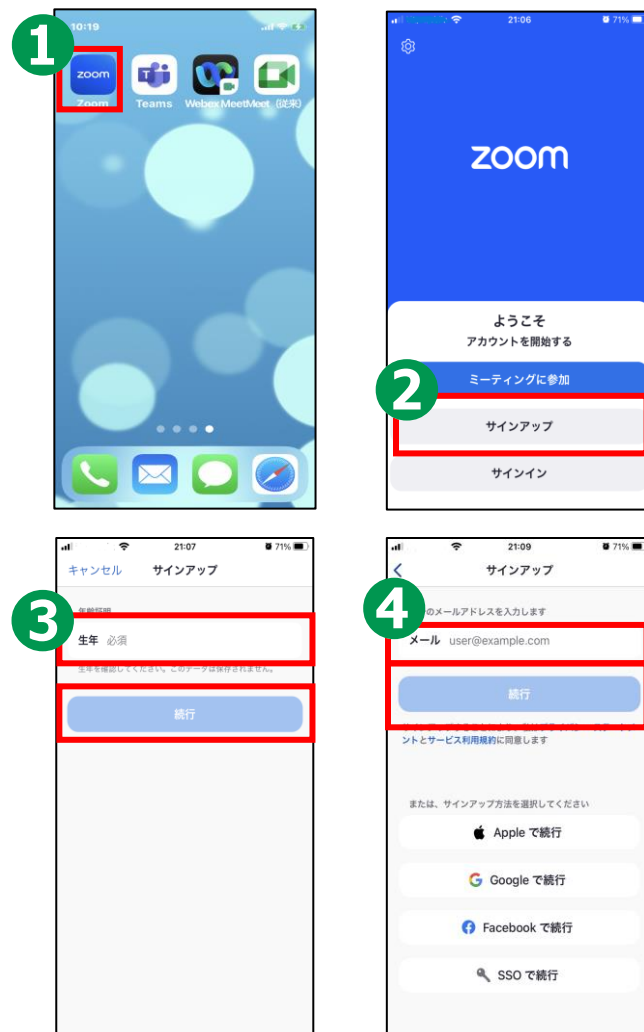 1
10:19
zoom
Zoom
Teams
Webex Meet
Meet (従来)
21:06
71%
zoom
ようこそ
アカウントを開始する
ミーティングに参加
2
サインアップ
サインイン
21:07
71%
キャンセル
サインアップ
年齢証明
3
生年 必須
生年を確認してください。このデータは保存されません。
続行
21:09
71%
サインアップ
4
のメールアドレスを入力します
メール user@example.com
続行
ントとサービス利用規約に同意します
または、サインアップ方法を選択してください
Apple で続行
Google で続行
Facebook で続行
SSO で続行